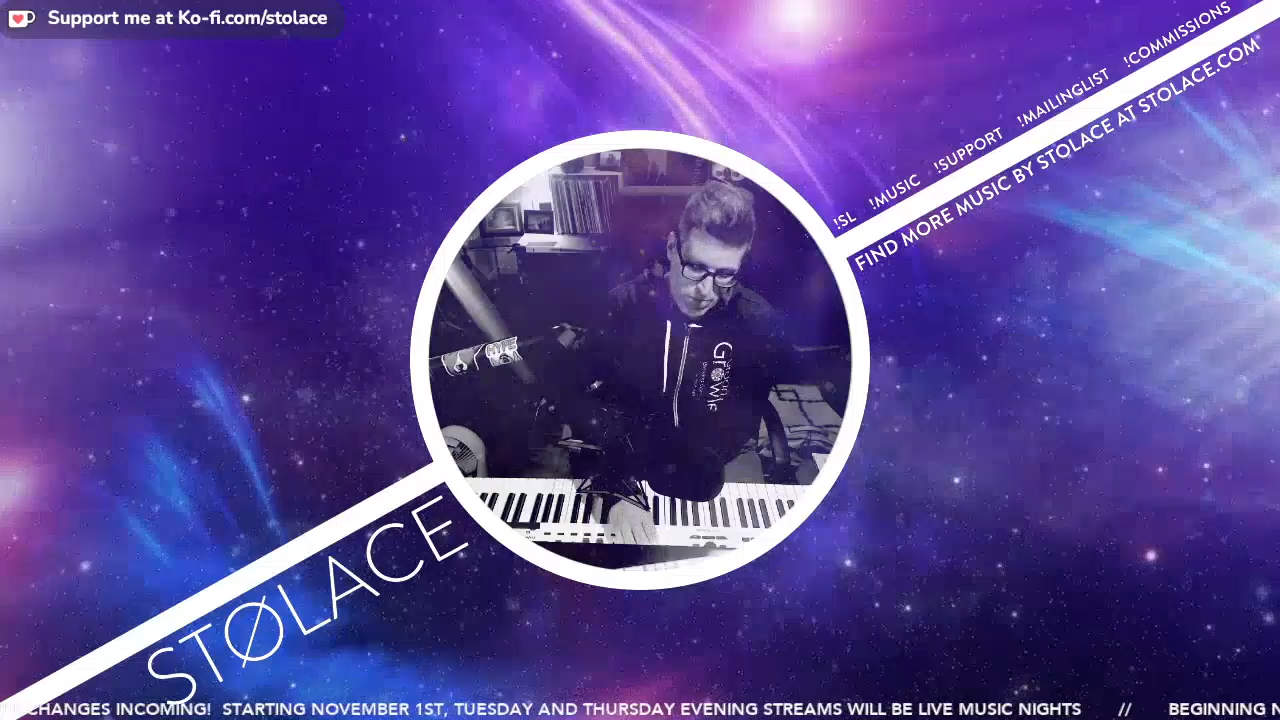 Support me at Ko-fi.com/stolace
!SL !MUSIC !SUPPORT !MAILINGLIST !COMMISSIONS
FIND MORE MUSIC BY STOLACE AT STOLACE.COM
HYPE
STØLACE
CHANGES INCOMING! STARTING NOVEMBER 1ST, TUESDAY AND THURSDAY EVENING STREAMS WILL BE LIVE MUSIC NIGHTS // BEGINNING